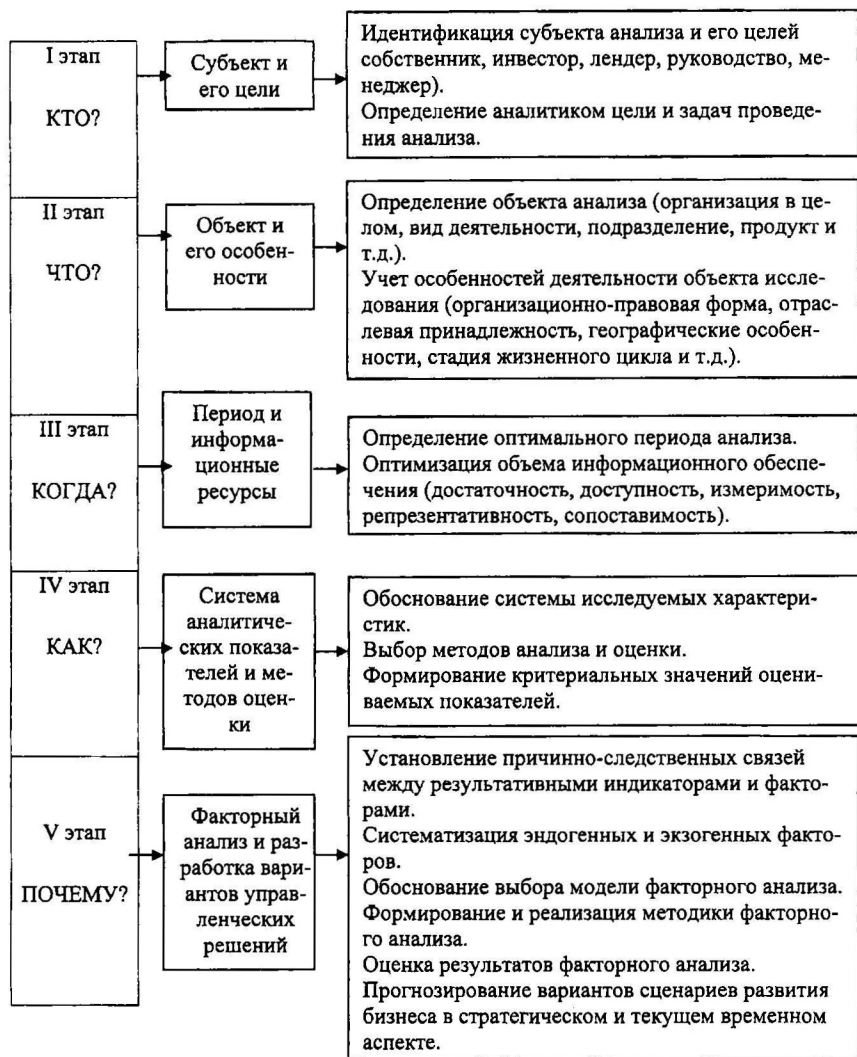 I этап
КТО?
Субъект и
его цели
Идентификация субъекта анализа и его целей
собственник, инвестор, лендер, руководство, ме-
неджер).
Определение аналитиком цели и задач проведе-
ния анализа.
II этап
ЧТО?
Объект и
его особен-
ности
Определение объекта анализа (организация в це-
лом, вид деятельности, подразделение, продукт и
т.д.).
Учет особенностей деятельности объекта иссле-
дования (организационно-правовая форма, отрас-
левая принадлежность, географические особен-
ности, стадия жизненного цикла и т.д.).
III этап
КОГДА?
Период и
информа-
ционные
ресурсы
Определение оптимального периода анализа.
Оптимизация объема информационного обеспе-
чения (достаточность, доступность, измеримость,
репрезентативность, сопоставимость).
IV этап
КАК?
Система
аналитиче-
ских показа-
телей и ме-
тодов оцен-
ки
Обоснование системы исследуемых характери-
стик.
Выбор методов анализа и оценки.
Формирование критериальных значений оцени-
ваемых показателей.
V этап
ПОЧЕМУ?
Факторный
анализ и раз-
работка вари-
антов управ-
ленческих
решений
Установление причинно-следственных связей
между результативными индикаторами и факто-
рами.
Систематизация эндогенных и экзогенных факто-
ров.
Обоснование выбора модели факторного анализа.
Формирование и реализация методики факторно-
го анализа.
Оценка результатов факторного анализа.
Прогнозирование вариантов сценариев развития
бизнеса в стратегическом и текущем временном
аспекте.